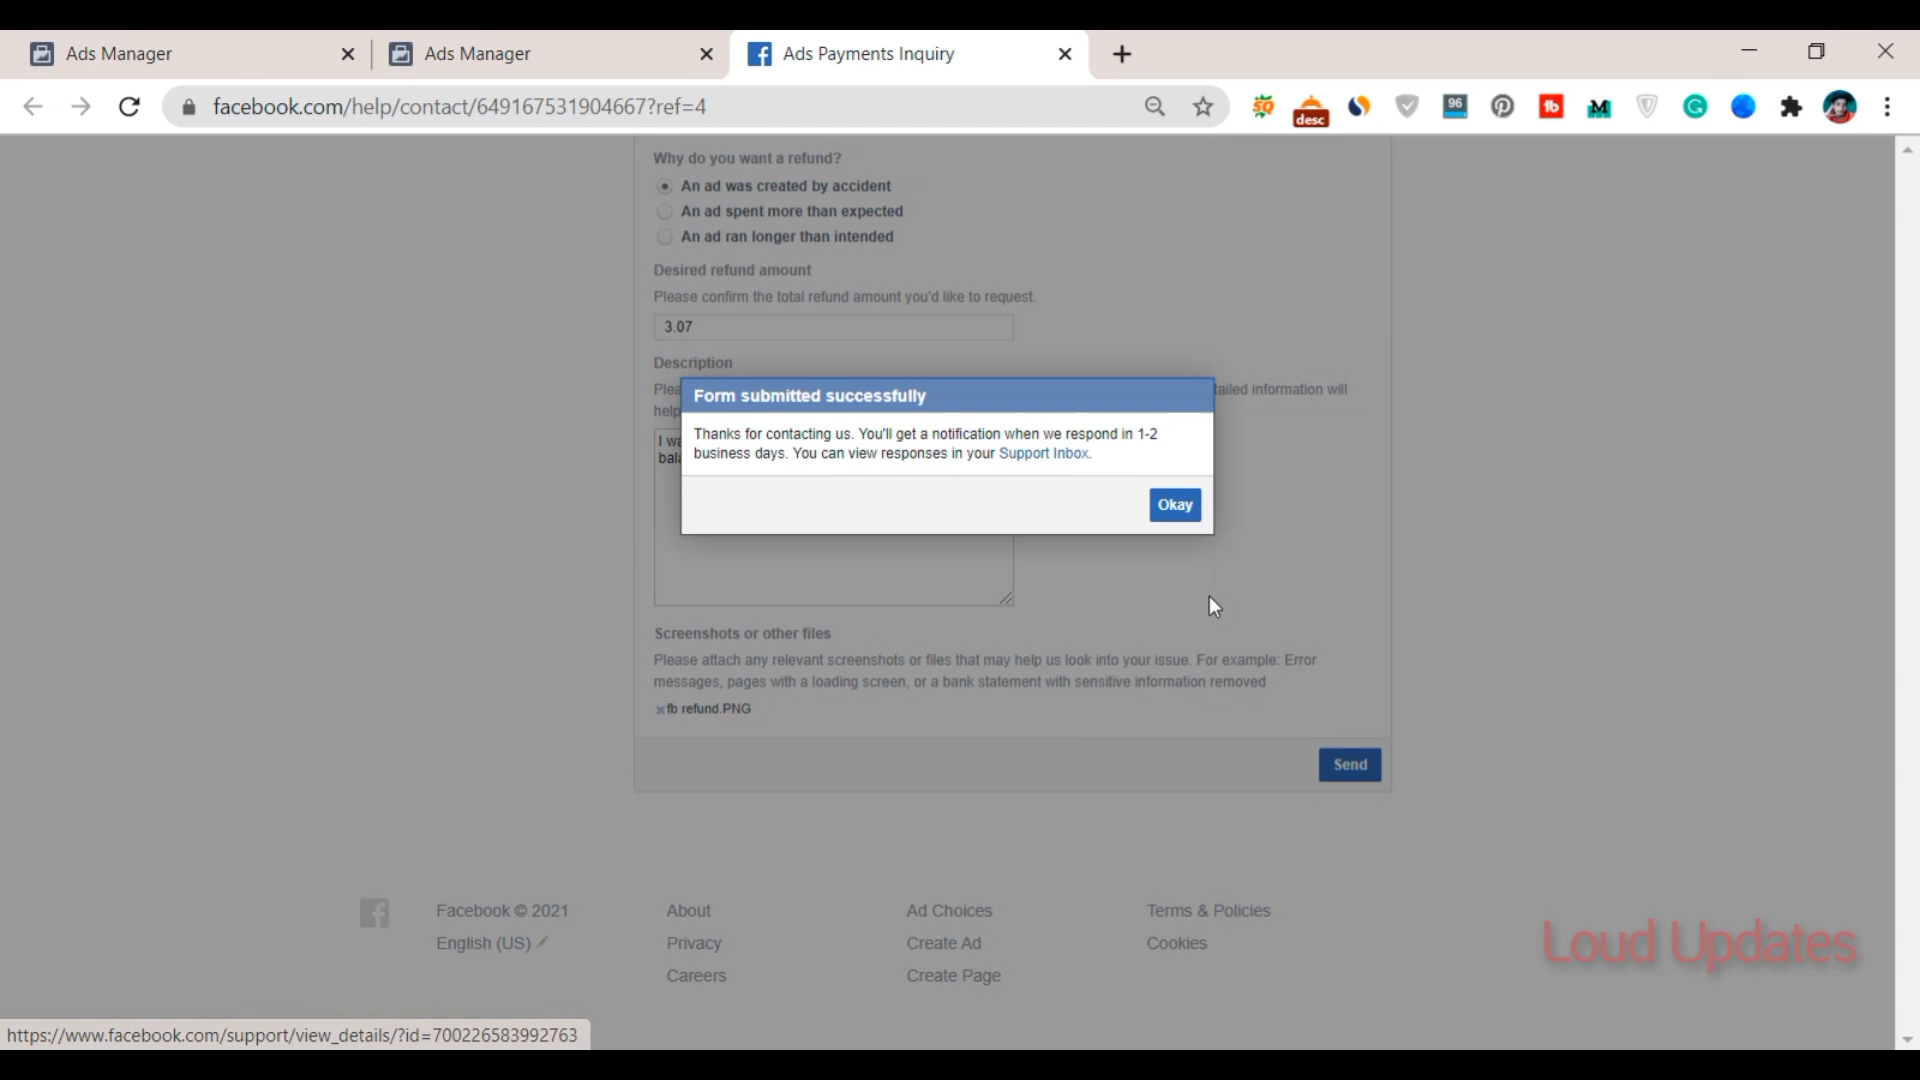 Ads Manager
Ads Manager
Ads Payments Inquiry
facebook.com/help/contact/649167531904667?ref=4
SQ
desc
96
1b
M
G
Why do you want a refund?
An ad was created by accident
An ad spent more than expected
An ad ran longer than intended
Desired refund amount
Please confirm the total refund amount you'd like to request.
3.07
Description
information will
Form submitted successfully
Thanks for contacting us. You'll get a notification when we respond in 1-2
business days. You can view responses in your Support Inbox.
Okay
Screenshots or other files
Please attach any relevant screenshots or files that may help us look into your issue. For example: Error
messages, pages with a loading screen, or a bank statement with sensitive information removed
fb refund.PNG
Send
Facebook © 2021
English (US)
About
Privacy
Careers
Ad Choices
Create Ad
Create Page
Terms & Policies
Cookies
Loud Updates
https://www.facebook.com/support/view_details/?id=700226583992763